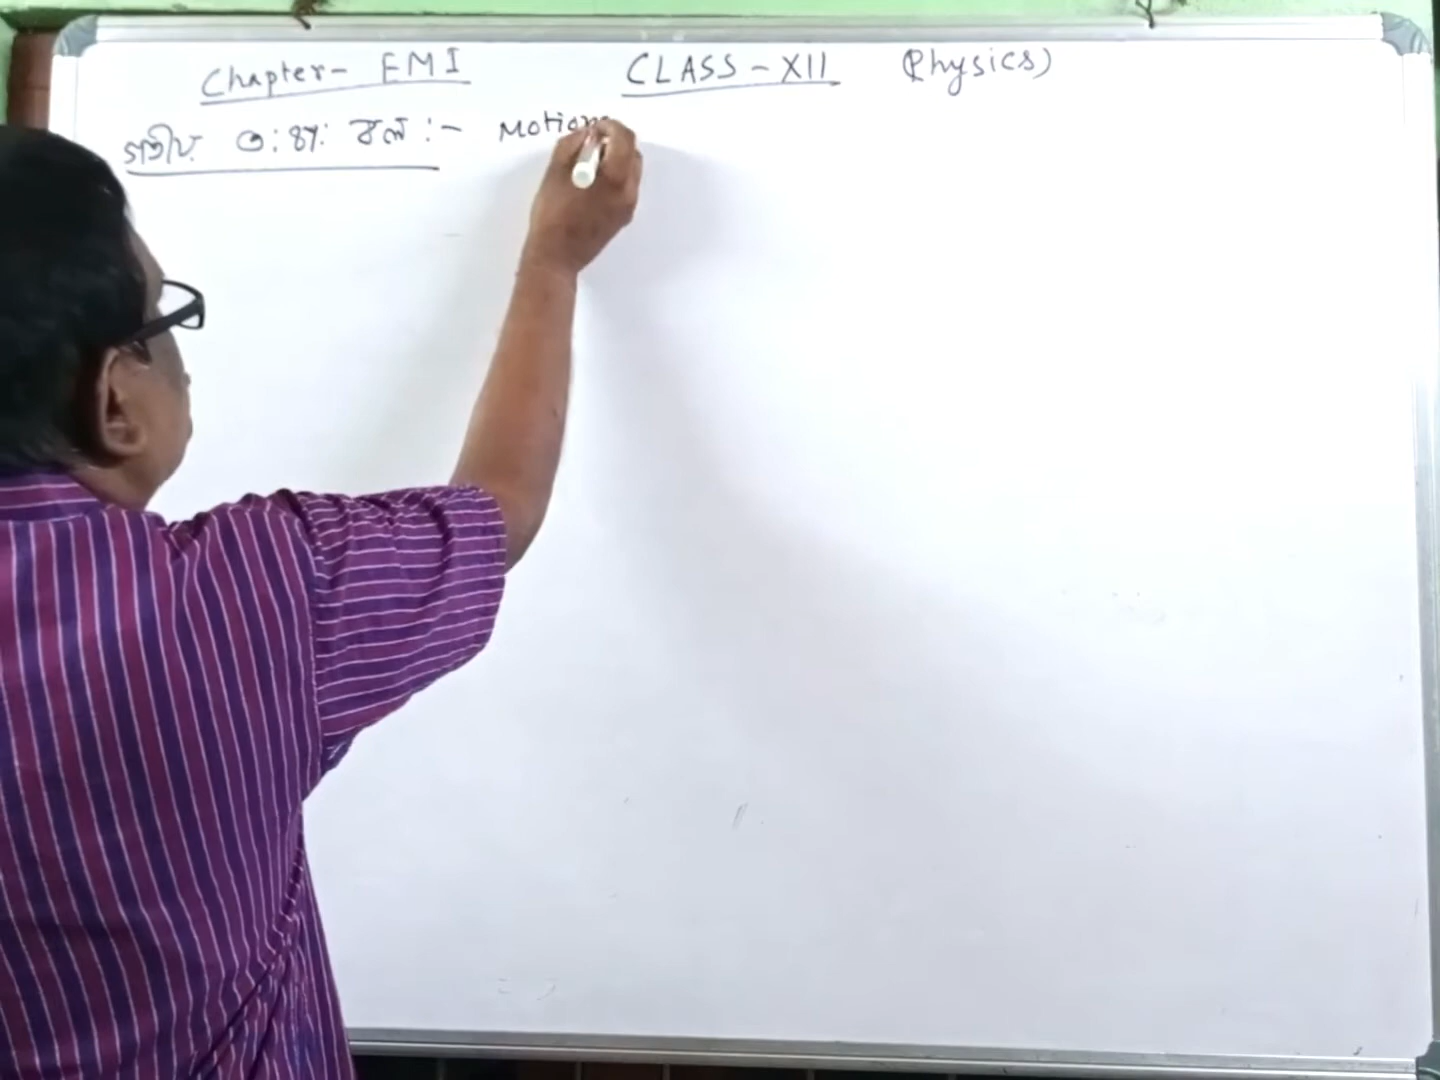 Chapter- EMI CLASS - XII (Physics)
গতীয় ত: চা: বল :- Motion